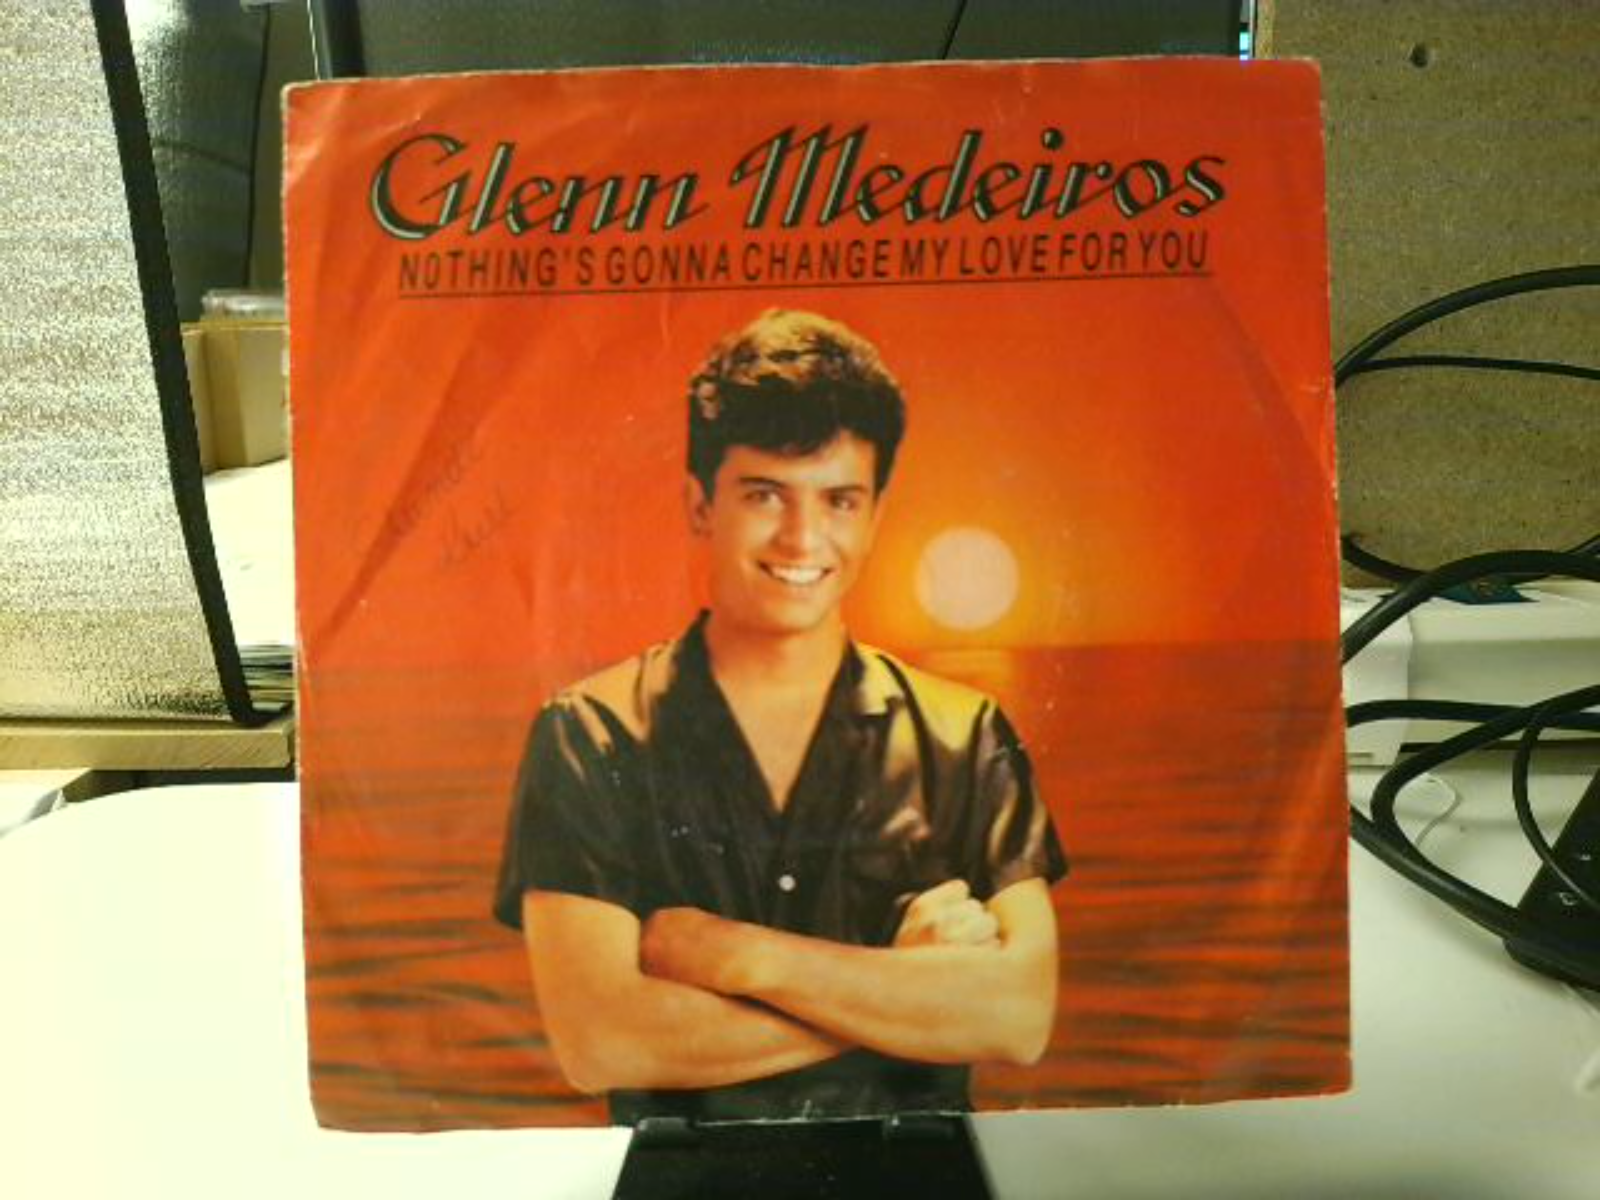 Glenn Medeiros
NOTHING'S GONNA CHANGE MY LOVE FOR YOU